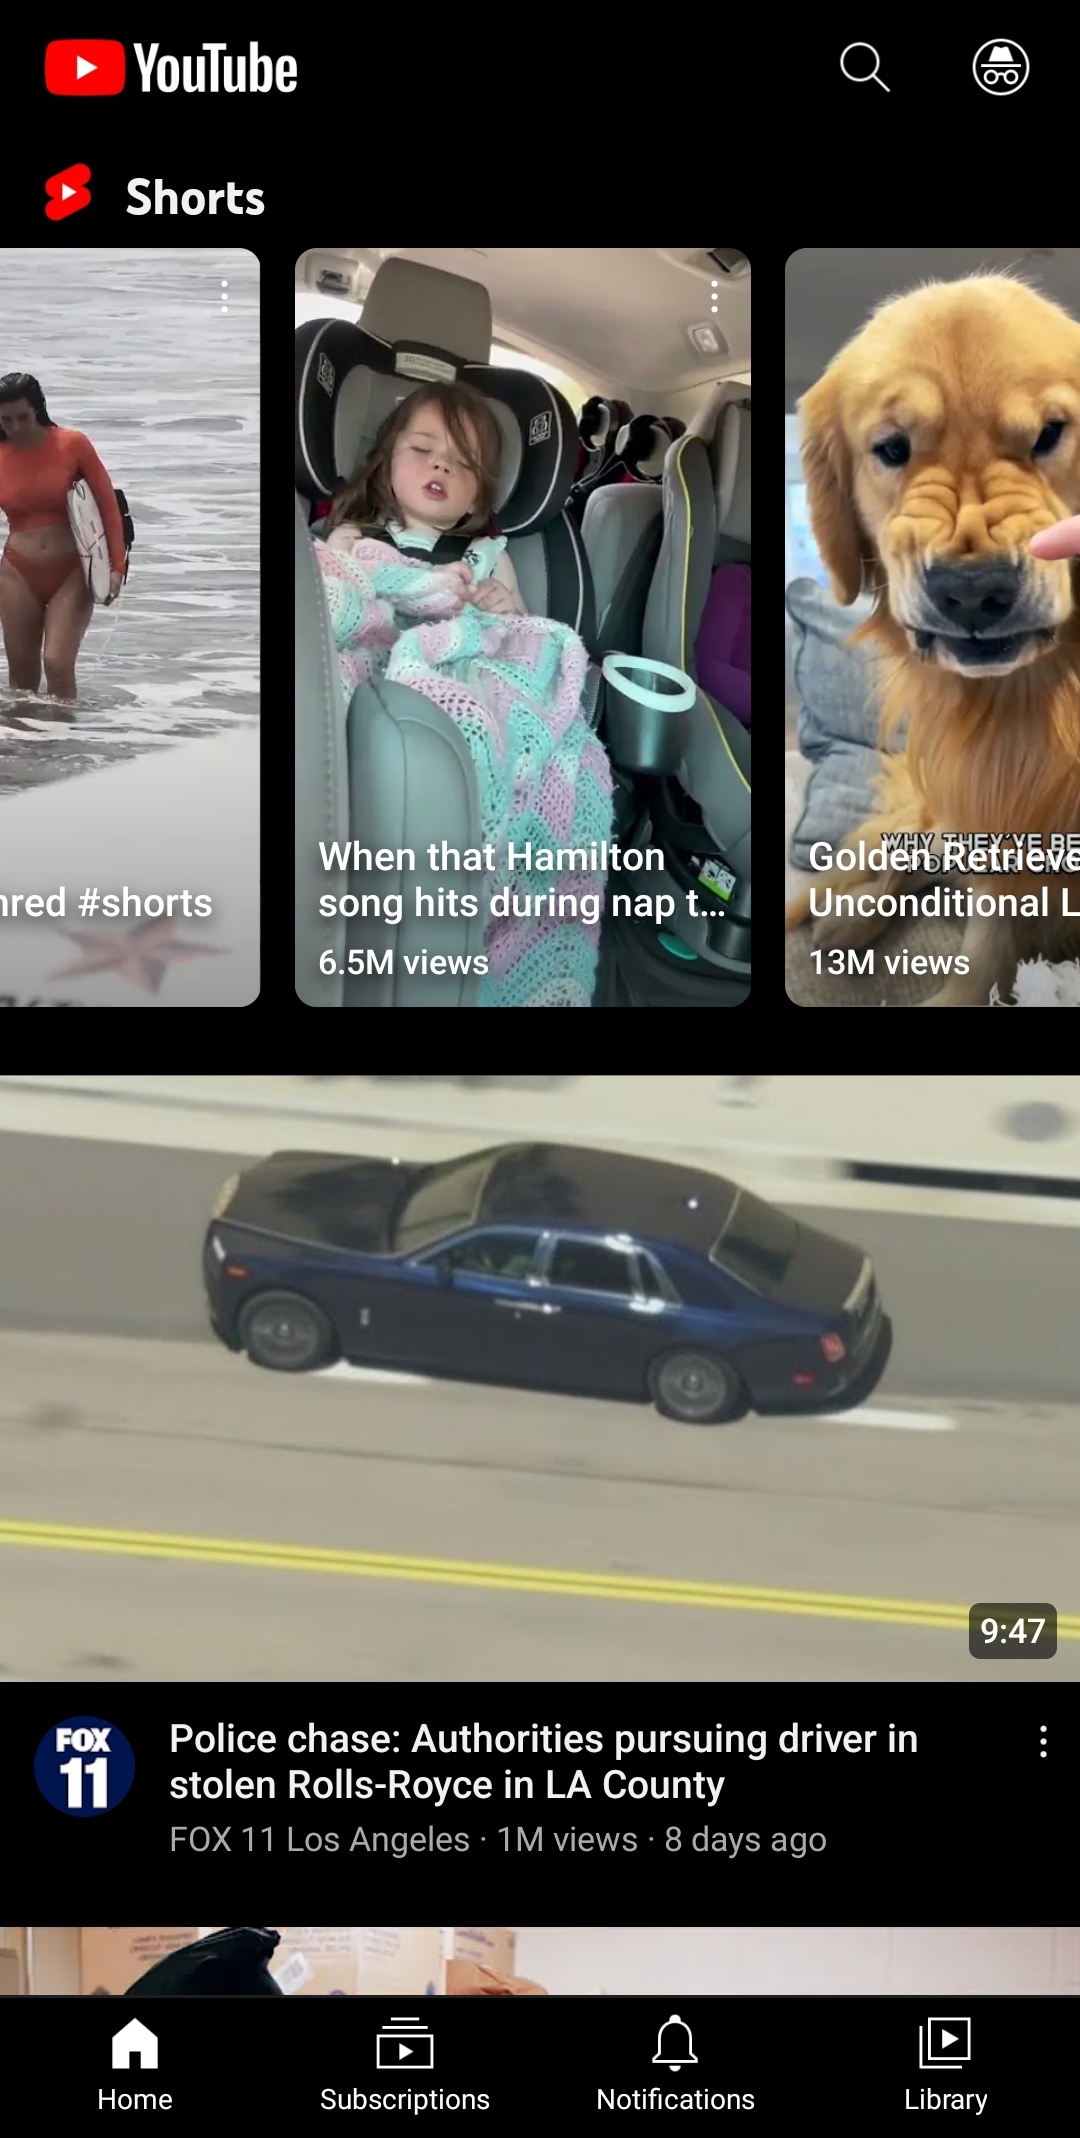 YouTube
Shorts
nred #shorts
When that Hamilton
song hits during nap t...
6.5M views
WHY THEY'VE BE
Golden Retrieve
Unconditional L
13M views
9:47
FOX
11
Police chase: Authorities pursuing driver in
stolen Rolls-Royce in LA County
FOX 11 Los Angeles · 1M views · 8 days ago
Home
Subscriptions
Notifications
Library